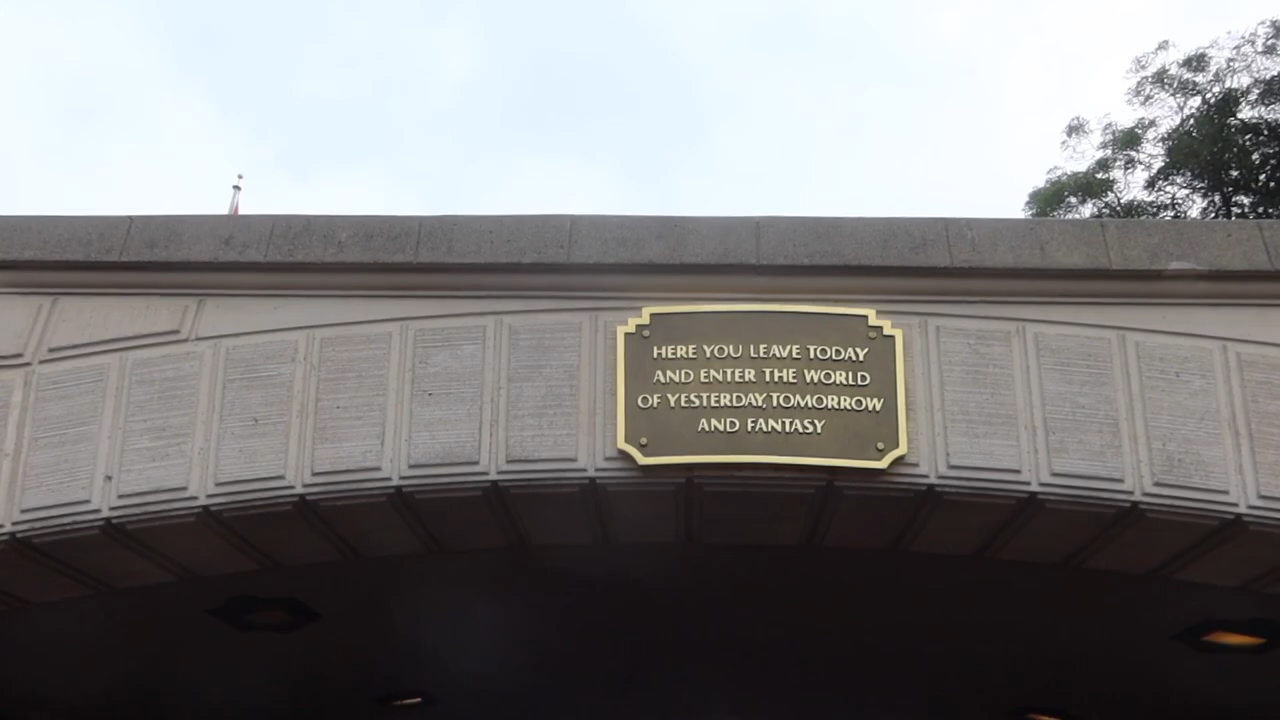 HERE YOU LEAVE TODAY
AND ENTER THE WORLD
OF YESTERDAY, TOMORROW
AND FANTASY